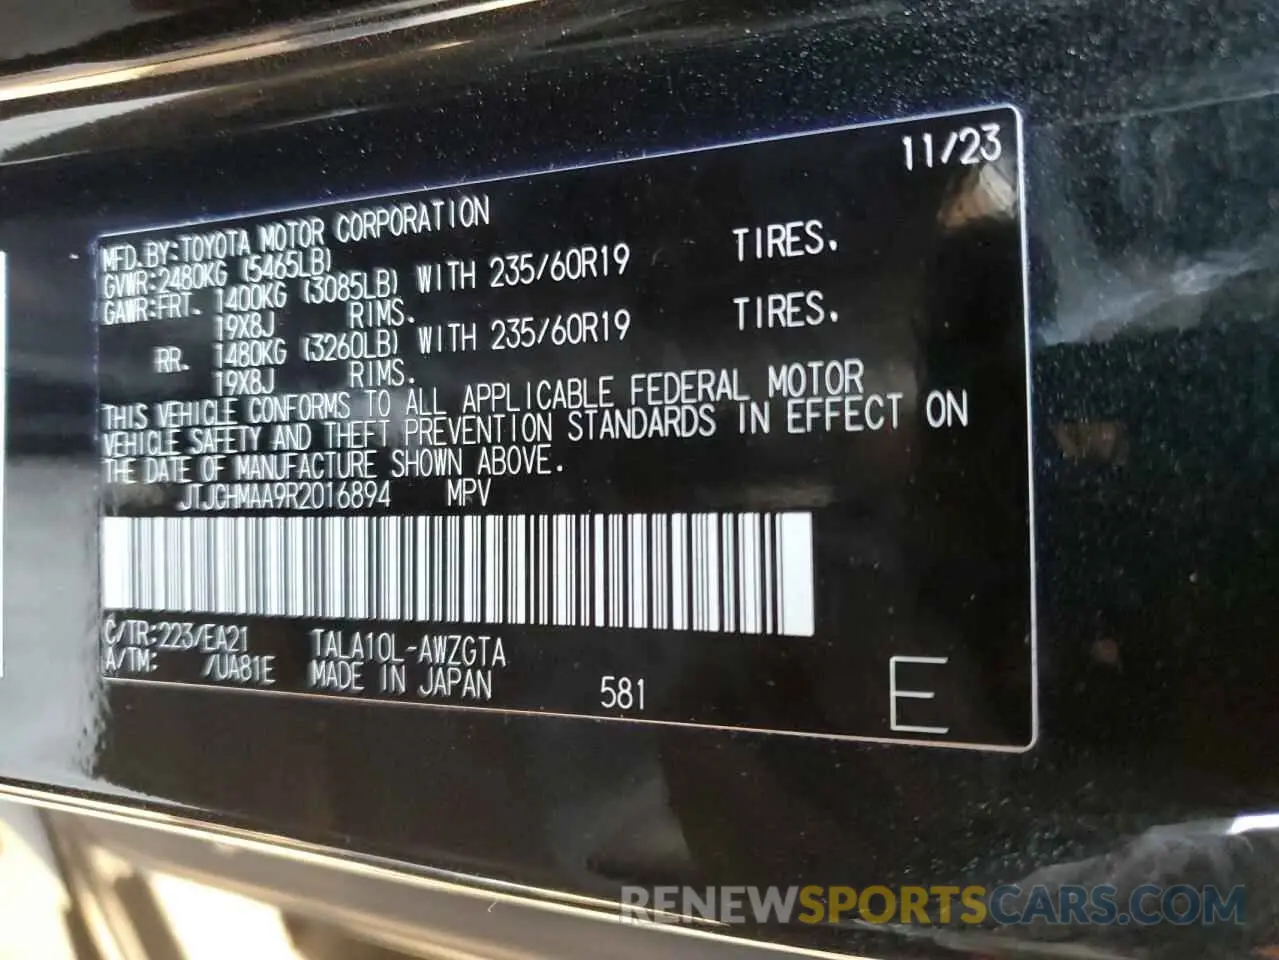 11/23
MFD.BY:TOYOTA MOTOR CORPORATION
GVWR:2480KG (5465LB)
GAWR:FRT. 1400KG (3085LB) WITH 235/60R19 TIRES.
19X8J RIMS.
RR. 1480KG (3260LB) WITH 235/60R19 TIRES.
19X8J RIMS.
THIS VEHICLE CONFORMS TO ALL APPLICABLE FEDERAL MOTOR
VEHICLE SAFETY AND THEFT PREVENTION STANDARDS IN EFFECT ON
THE DATE OF MANUFACTURE SHOWN ABOVE.
JTJCHMAA9R2016894 MPV
C/TR:223/EA21 TALA10L-AWZGTA
A/TM: /UA81E MADE IN JAPAN 581 E
RENEWSPORTSCARS.COM